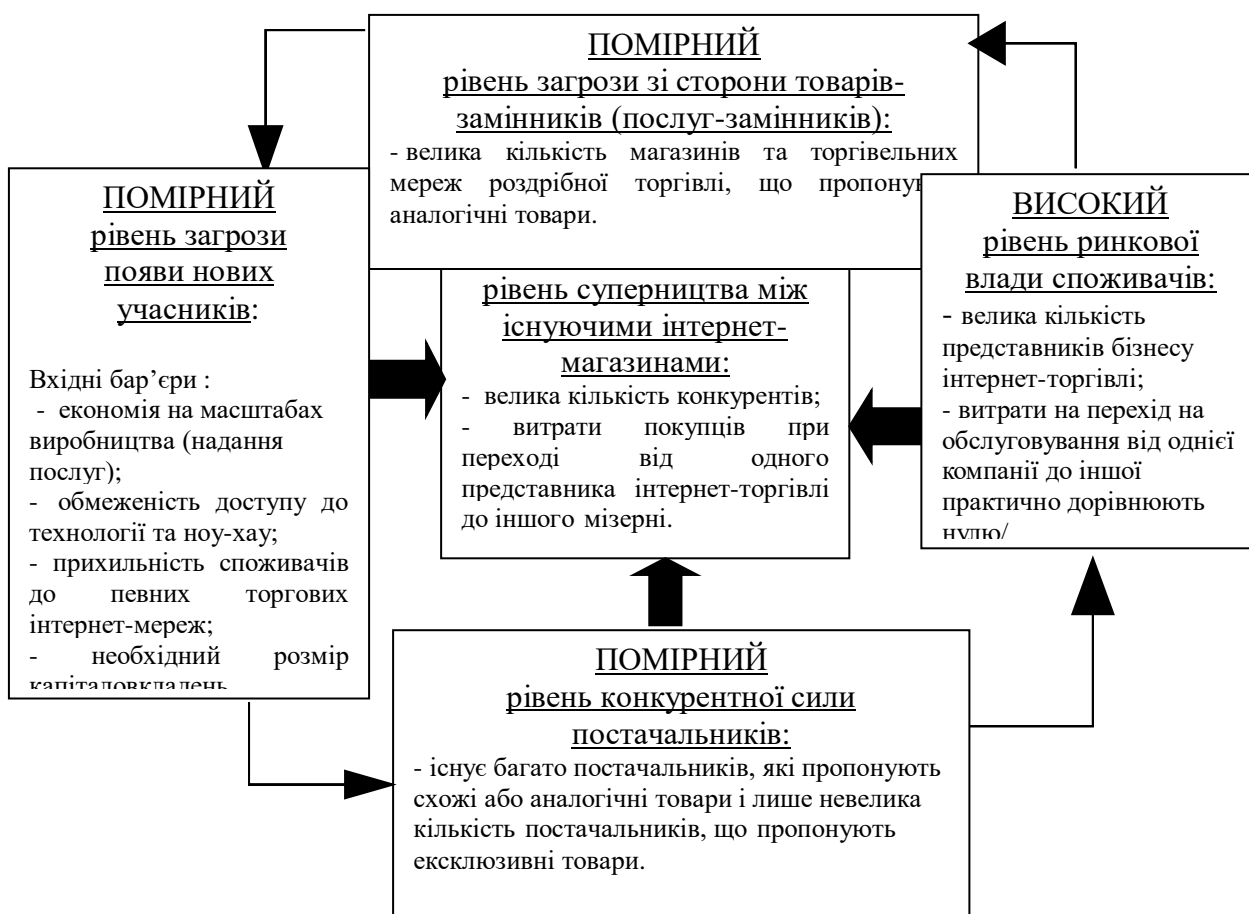 ПОМІРНИЙ
рівень загрози зі сторони товарів-
замінників (послуг-замінників):
- велика кількість магазинів та торгівельних
мереж роздрібної торгівлі, що пропоную
аналогічні товари.
ПОМІРНИЙ
рівень загрози
появи нових
учасників:
Вхідні бар’єри :
- економія на масштабах
виробництва (надання
послуг);
- обмеженість доступу до
технології та ноу-хау;
- прихильність споживачів
до певних торгових
інтернет-мереж;
- необхідний розмір
капіталовкладень
рівень суперництва між
існуючими інтернет-
магазинами:
- велика кількість конкурентів;
- витрати покупців при
переході від одного
представника інтернет-торгівлі
до іншого мізерні.
ВИСОКИЙ
рівень ринкової
влади споживачів:
- велика кількість
представників бізнесу
інтернет-торгівлі;
- витрати на перехід на
обслуговування від однієї
компанії до іншої
практично дорівнюють
нулю/
ПОМІРНИЙ
рівень конкурентної сили
постачальників:
- існує багато постачальників, які пропонують
схожі або аналогічні товари і лише невелика
кількість постачальників, що пропонують
ексклюзивні товари.